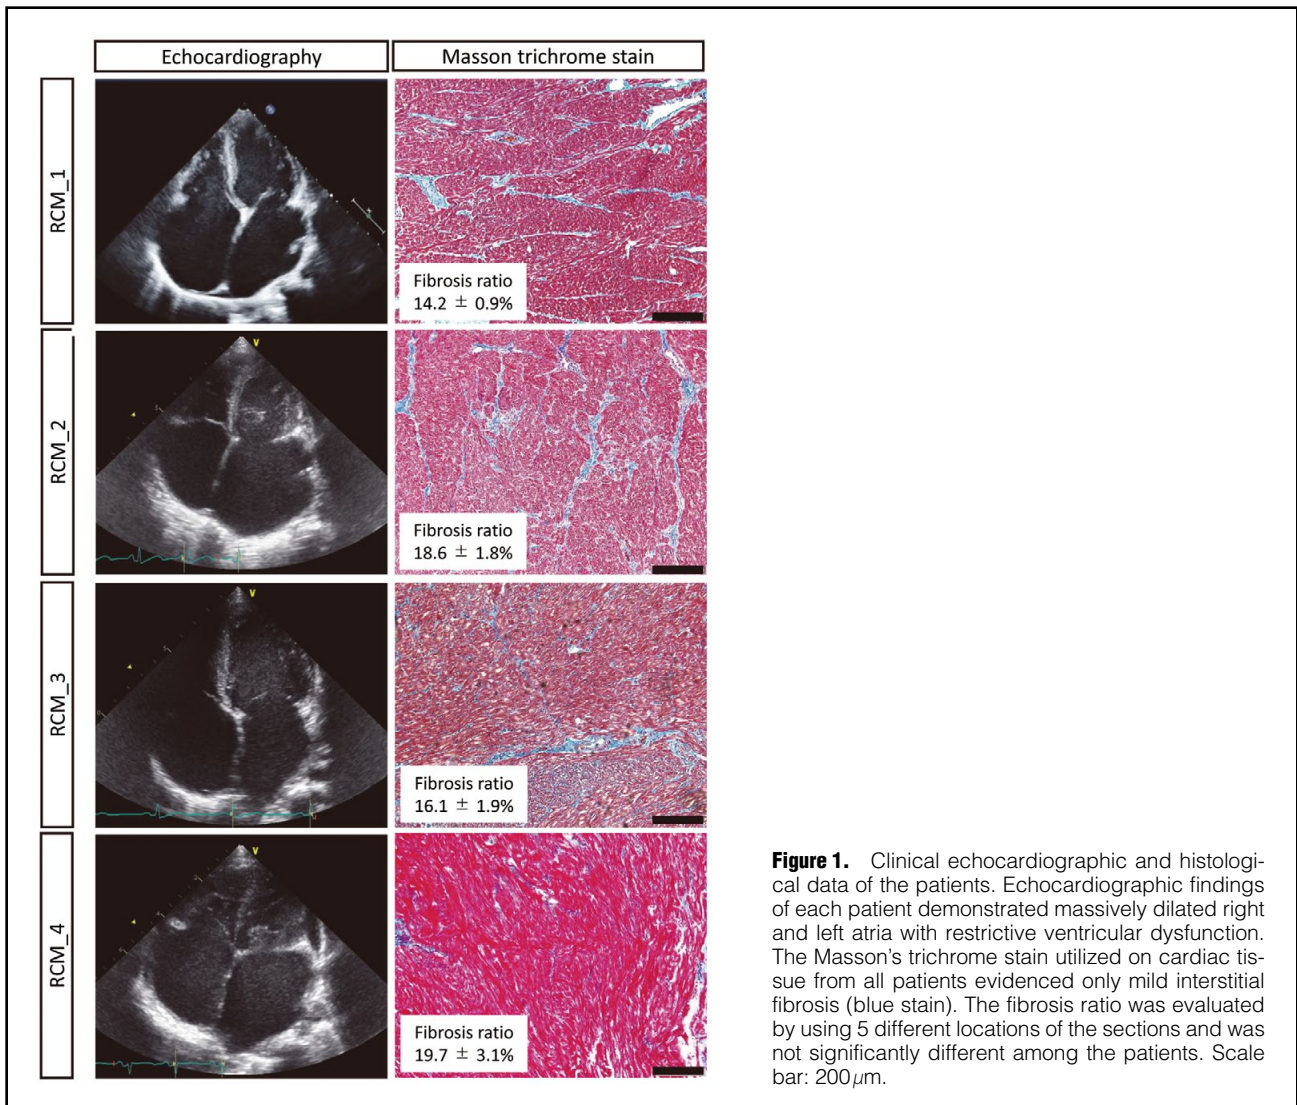 Echocardiography
Masson trichrome stain
RCM_1
Fibrosis ratio
14.2 ± 0.9%
RCM_2
V
Fibrosis ratio
18.6 ± 1.8%
RCM_3
V
Fibrosis ratio
16.1 ± 1.9%
RCM_4
V
Fibrosis ratio
19.7 ± 3.1%
Figure 1. Clinical echocardiographic and histologi-
cal data of the patients. Echocardiographic findings
of each patient demonstrated massively dilated right
and left atria with restrictive ventricular dysfunction.
The Masson's trichrome stain utilized on cardiac tis-
sue from all patients evidenced only mild interstitial
fibrosis (blue stain). The fibrosis ratio was evaluated
by using 5 different locations of the sections and was
not significantly different among the patients. Scale
bar: 200 µm.